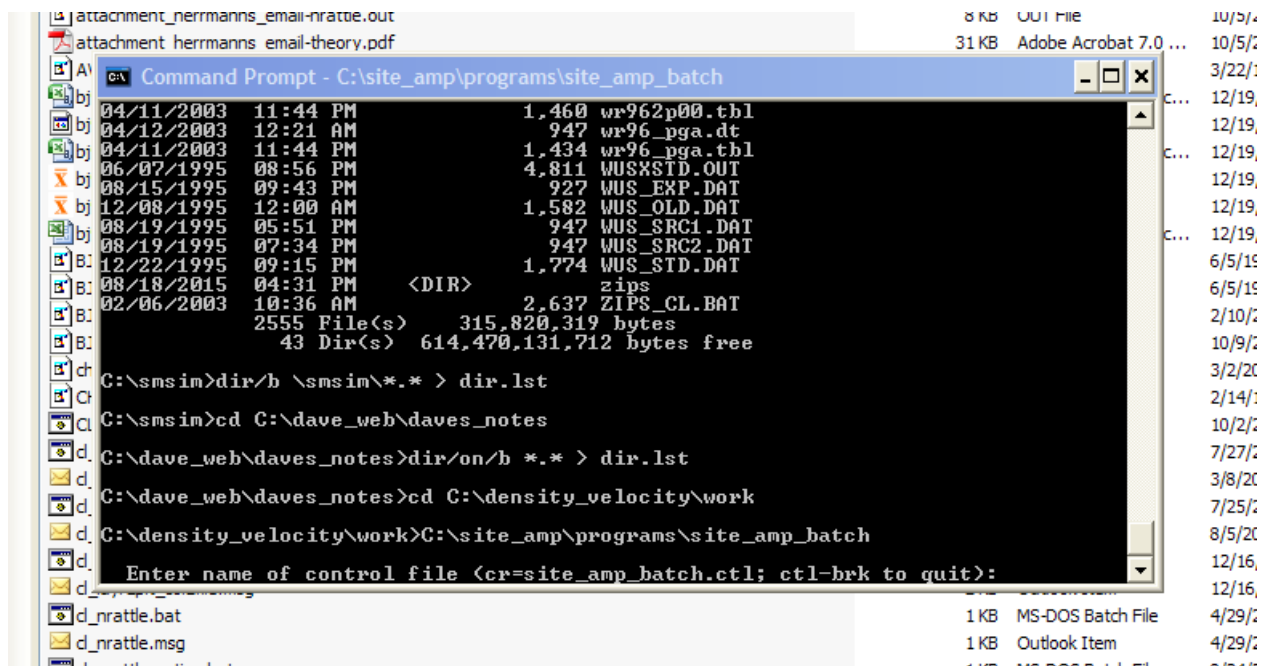 attachment_herrmanns_email-nrattle.out 8 KB OUT File 10/5/2
attachment_herrmanns_email-theory.pdf 31 KB Adobe Acrobat 7.0 ... 10/5/2
Command Prompt - C:\site_amp\programs\site_amp_batch
04/11/2003 11:44 PM 1,460 wr962p00.tbl
04/12/2003 12:21 AM 947 wr96_pga.dt
04/11/2003 11:44 PM 1,434 wr96_pga.tbl
06/07/1995 08:56 PM 4,811 WUSXSTD.OUT
08/15/1995 09:43 PM 927 WUS_EXP.DAT
12/08/1995 12:00 AM 1,582 WUS_OLD.DAT
08/19/1995 05:51 PM 947 WUS_SRC1.DAT
08/19/1995 07:34 PM 947 WUS_SRC2.DAT
12/22/1995 09:15 PM 1,774 WUS_STD.DAT
08/18/2015 04:31 PM <DIR> zips
02/06/2003 10:36 AM 2,637 ZIPS_CL.BAT
2555 File(s) 315,820,319 bytes
43 Dir(s) 614,470,131,712 bytes free
C:\smsim>dir/b \smsim\*.* > dir.lst
C:\smsim>cd C:\dave_web\daves_notes
C:\dave_web\daves_notes>dir/on/b *.* > dir.lst
C:\dave_web\daves_notes>cd C:\density_velocity\work
C:\density_velocity\work>C:\site_amp\programs\site_amp_batch
Enter name of control file (cr=site_amp_batch.ctl; ctl-brk to quit):
cl_nrattle.bat 1 KB MS-DOS Batch File 4/29/2
cl_nrattle.msg 1 KB Outlook Item 4/29/2